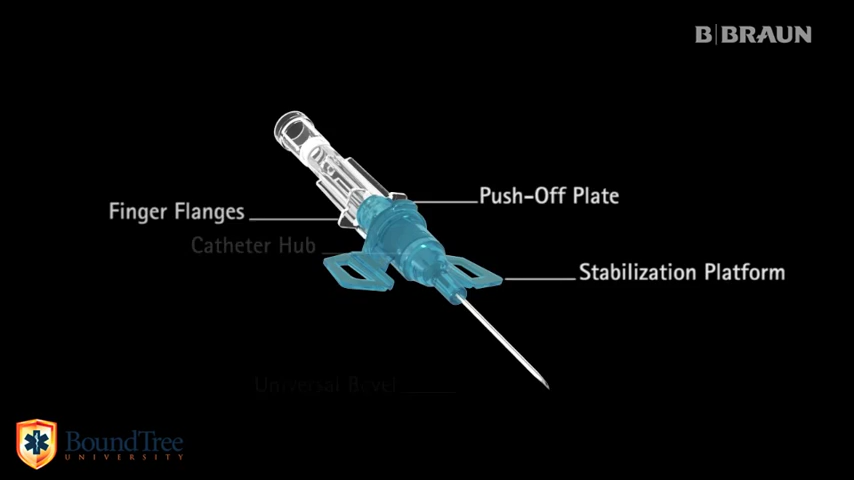 B|BRAUN
Push-Off Plate
Finger Flanges
Catheter Hub
Stabilization Platform
Universal Bevel
BoundTree
UNIVERSITY